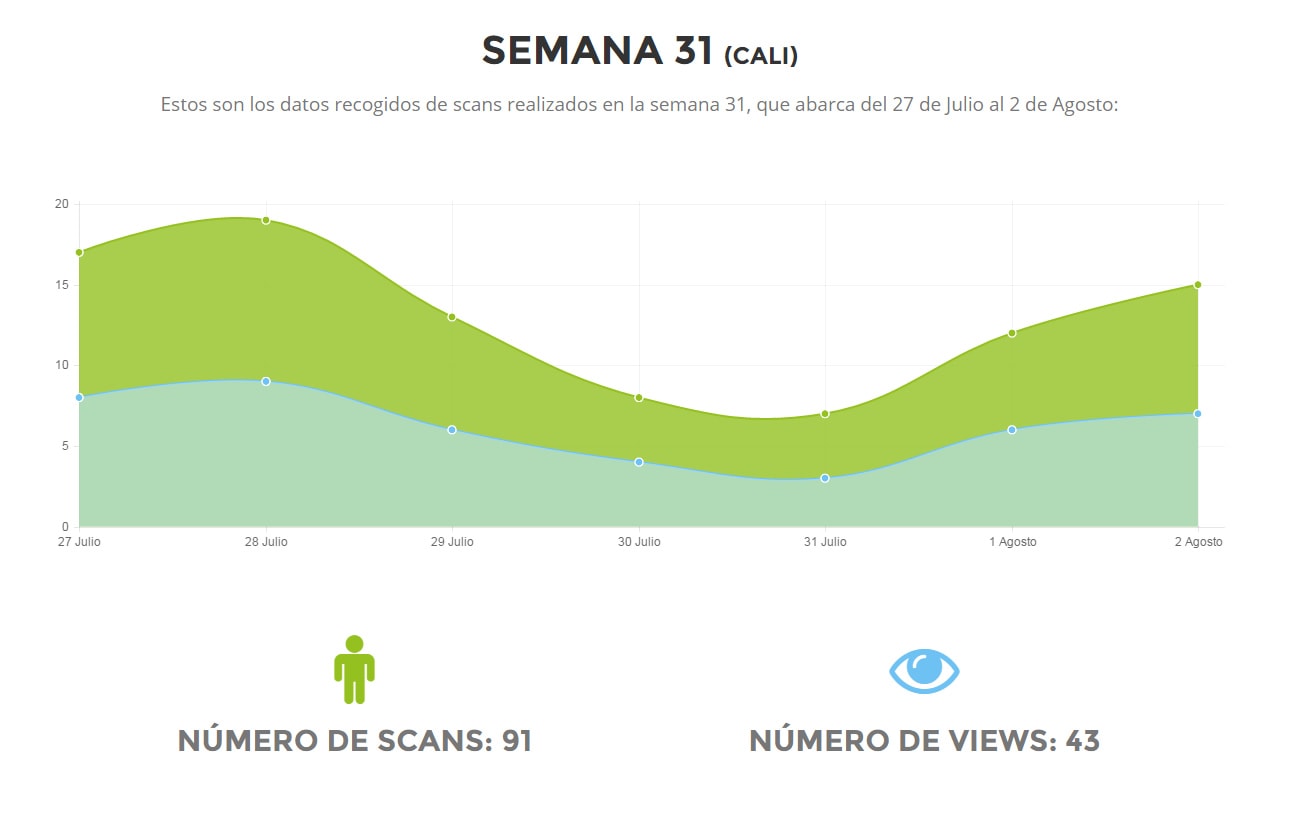 SEMANA 31 (CALI)
Estos son los datos recogidos de scans realizados en la semana 31, que abarca del 27 de Julio al 2 de Agosto:
20
15
10
5
0
27 Julio 28 Julio 29 Julio 30 Julio 31 Julio 1 Agosto 2 Agosto
NÚMERO DE SCANS: 91 NÚMERO DE VIEWS: 43